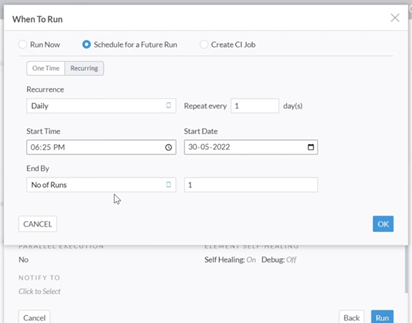 When To Run
Run Now Schedule for a Future Run Create CI Job
One Time Recurring
Recurrence
Daily Repeat every 1 day(s)
Start Time Start Date
06:25 PM 30-05-2022
End By
No of Runs 1
CANCEL OK
PARALLEL EXECUTION ELEMENT SELF-HEALING
No Self Healing: On Debug: Off
NOTIFY TO
Click to Select
Cancel Back Run